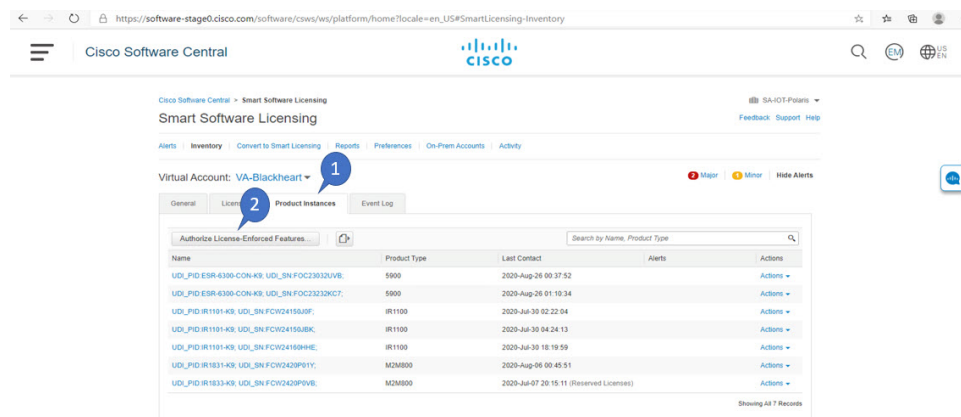 https://software-stage0.cisco.com/software/csws/ws/platform/home?locale=en_US#SmartLicensing-Inventory
Cisco Software Central
CISCO
EM
US
EN
Cisco Software Central > Smart Software Licensing
SA-IOT-Polaris
Smart Software Licensing
Feedback Support Help
Alerts | Inventory | Convert to Smart Licensing | Reports | Preferences | On-Prem Accounts | Activity
1
Virtual Account: VA-Blackheart
2 Major
5 Minor
Hide Alerts
General
2
Product Instances
Event Log
Authorize License-Enforced Features...
Search by Name, Product Type
Name Product Type Last Contact Alerts Actions
UDI_PID:ESR-6300-CON-K9; UDI_SN:FOC23032UVB; 5900 2020-Aug-26 00:37:52 Actions
UDI_PID:ESR-6300-CON-K9; UDI_SN:FOC23232KC7; 5900 2020-Aug-26 01:10:34 Actions
UDI_PID:IR1101-K9; UDI_SN:FCW24150J0F; IR1100 2020-Jul-30 02:22:04 Actions
UDI_PID:IR1101-K9; UDI_SN:FCW24150JBK; IR1100 2020-Jul-30 04:24:13 Actions
UDI_PID:IR1101-K9; UDI_SN:FCW24160HHE; IR1100 2020-Jul-30 18:19:59 Actions
UDI_PID:IR1831-K9; UDI_SN:FCW2420P01Y; M2M800 2020-Aug-06 00:45:51 Actions
UDI_PID:IR1833-K9; UDI_SN:FCW2420P0VB; M2M800 2020-Jul-07 20:15:11 (Reserved Licenses) Actions
Showing All 7 Records